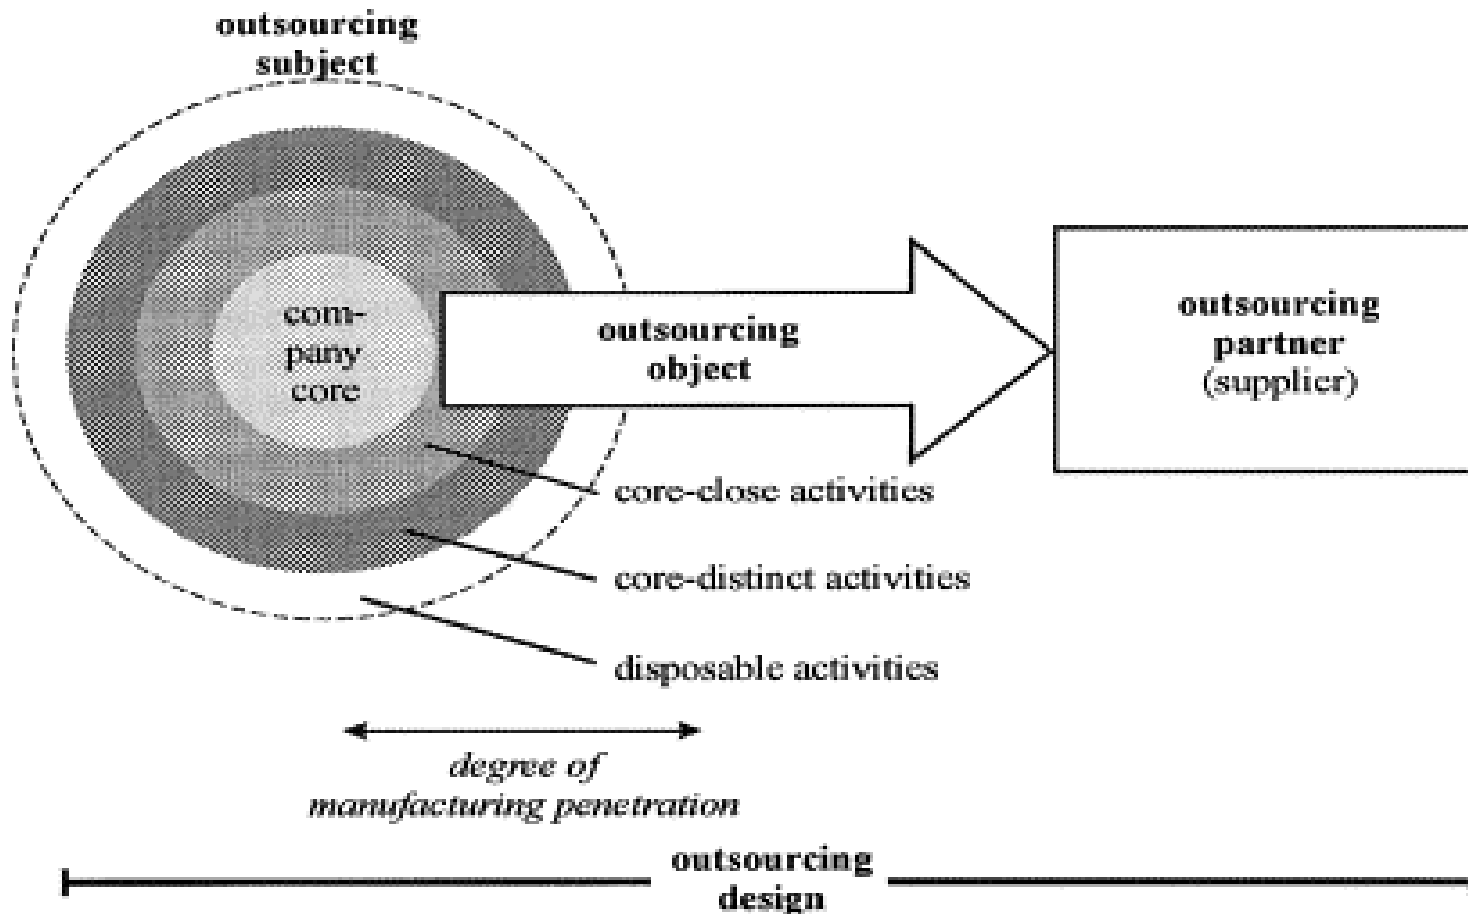 outsourcing
subject
com-
pany
core
outsourcing
object
outsourcing
partner
(supplier)
core-close activities
core-distinct activities
disposable activities
degree of
manufacturing penetration
outsourcing
design